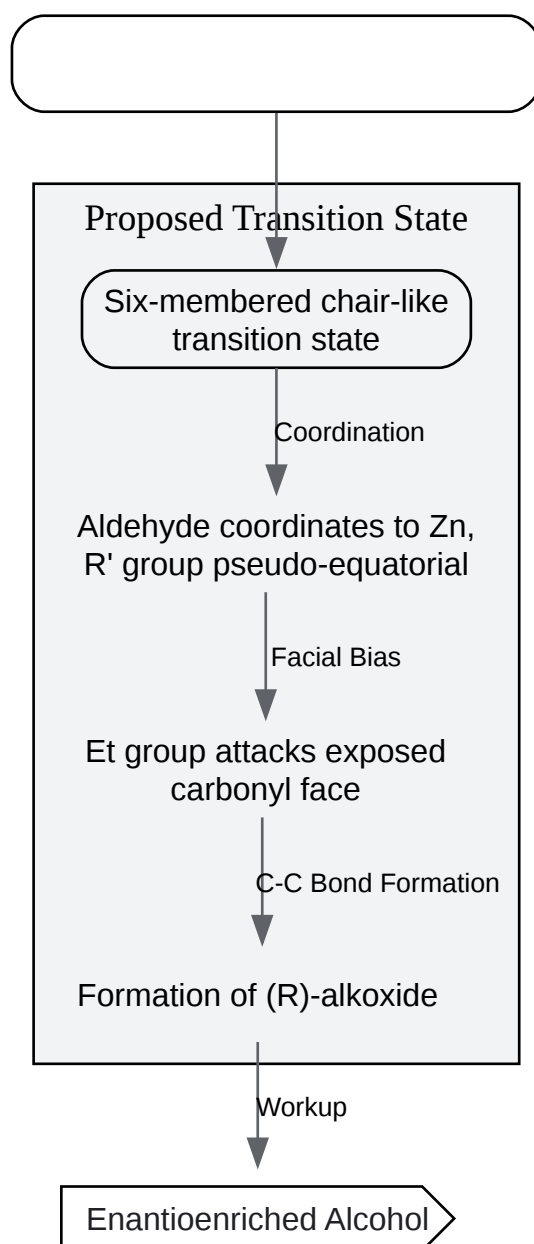 Proposed Transition State
Six-membered chair-like
transition state
Coordination
Aldehyde coordinates to Zn,
R' group pseudo-equatorial
Facial Bias
Et group attacks exposed
carbonyl face
C-C Bond Formation
Formation of (R)-alkoxide
Workup
Enantioenriched Alcohol